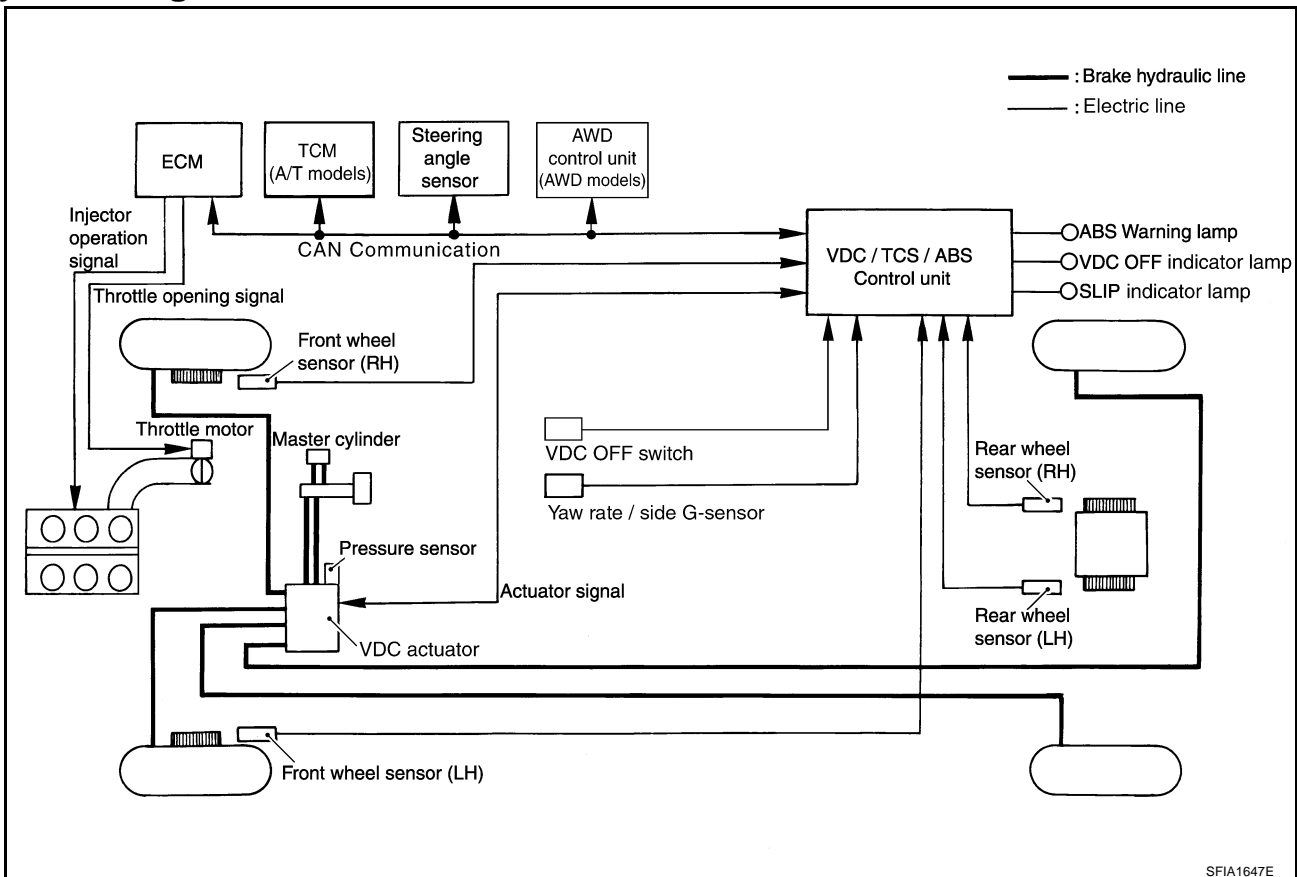 : Brake hydraulic line
: Electric line
ECM
TCM
(A/T models)
Steering
angle
sensor
AWD
control unit
(AWD models)
Injector
operation
signal
CAN Communication
VDC / TCS / ABS
Control unit
ABS Warning lamp
VDC OFF indicator lamp
SLIP indicator lamp
Throttle opening signal
Front wheel
sensor (RH)
Throttle motor
Master cylinder
VDC OFF switch
Rear wheel
sensor (RH)
Yaw rate / side G-sensor
Pressure sensor
Actuator signal
Rear wheel
sensor (LH)
VDC actuator
Front wheel sensor (LH)
SFIA1647E